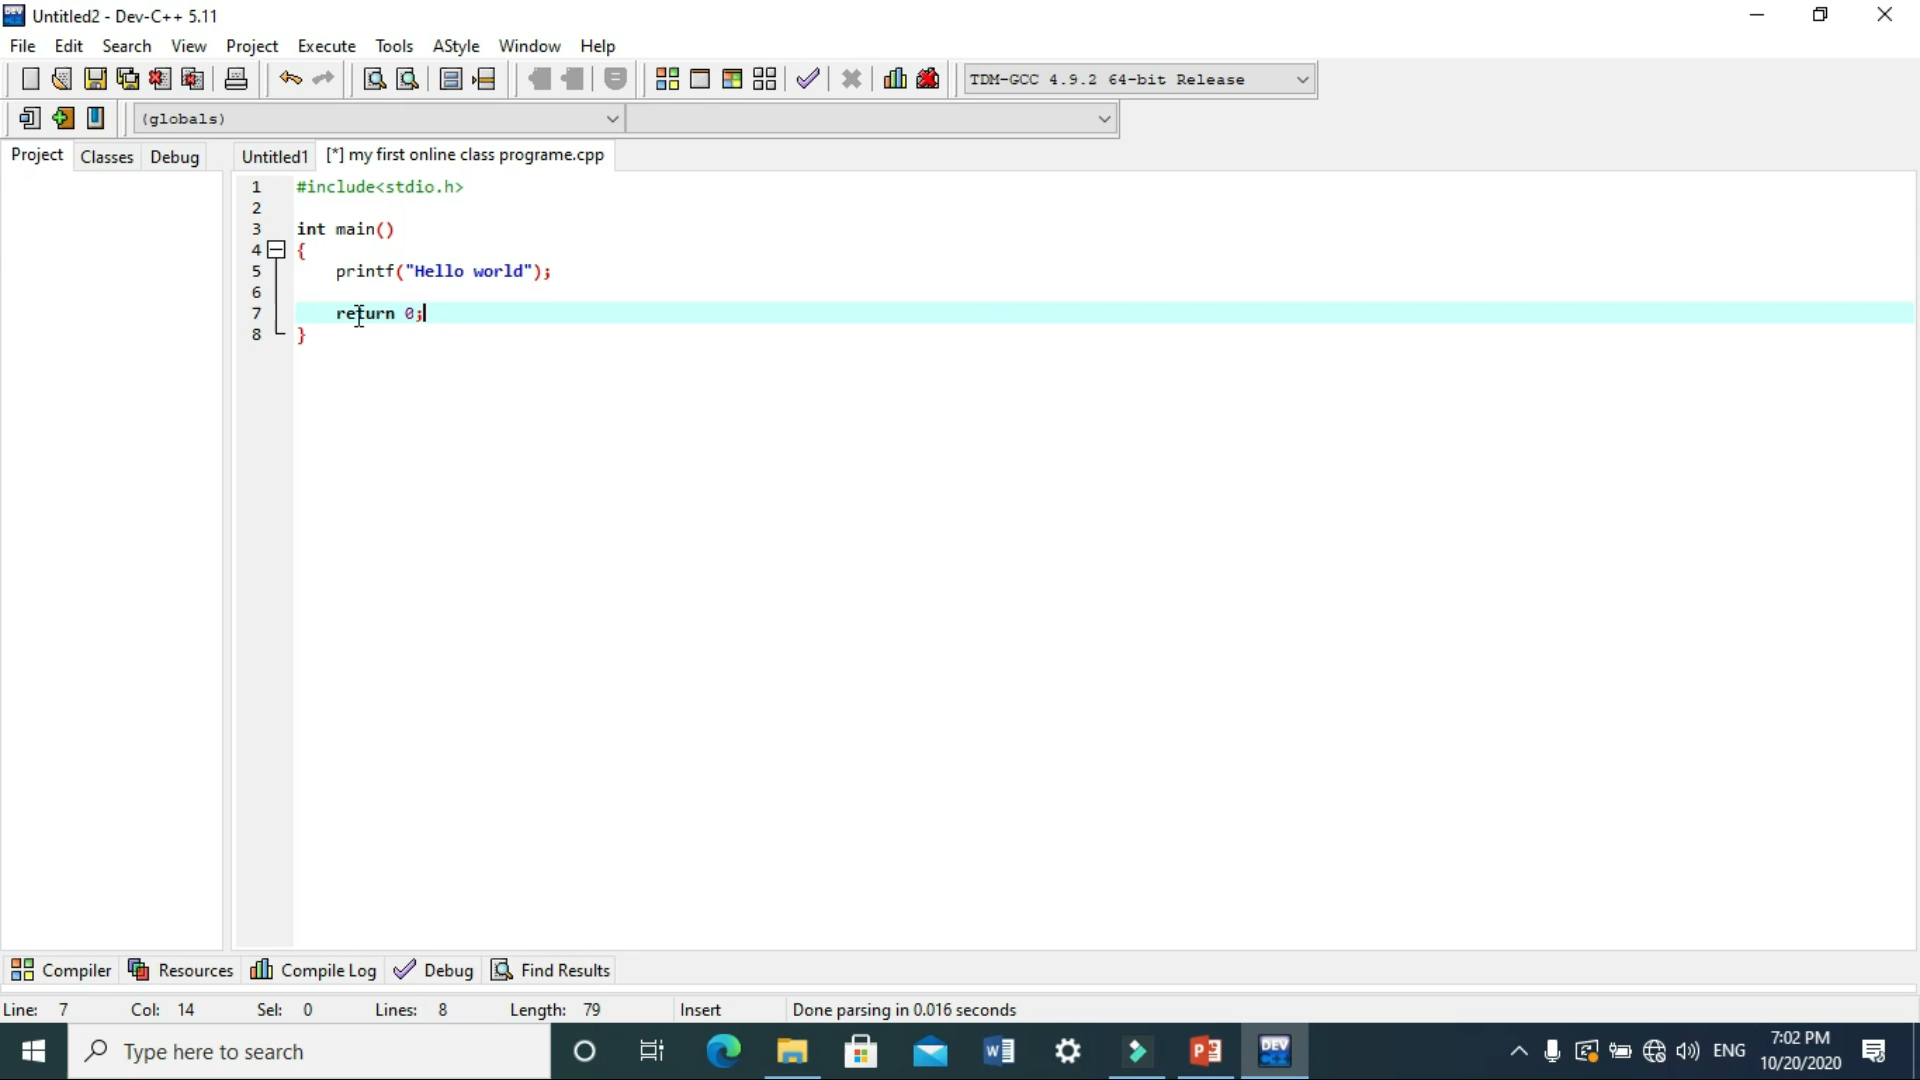 Untitled2 - Dev-C++ 5.11
File Edit Search View Project Execute Tools AStyle Window Help
TDM-GCC 4.9.2 64-bit Release
(globals)
Project Classes Debug Untitled1 [*] my first online class programe.cpp
1 #include<stdio.h>
2
3 int main()
4 {
5 printf("Hello world");
6
7 return 0;
8 }
Compiler Resources Compile Log Debug Find Results
Line: 7 Col: 14 Sel: 0 Lines: 8 Length: 79 Insert Done parsing in 0.016 seconds
Type here to search ENG 7:02 PM
10/20/2020